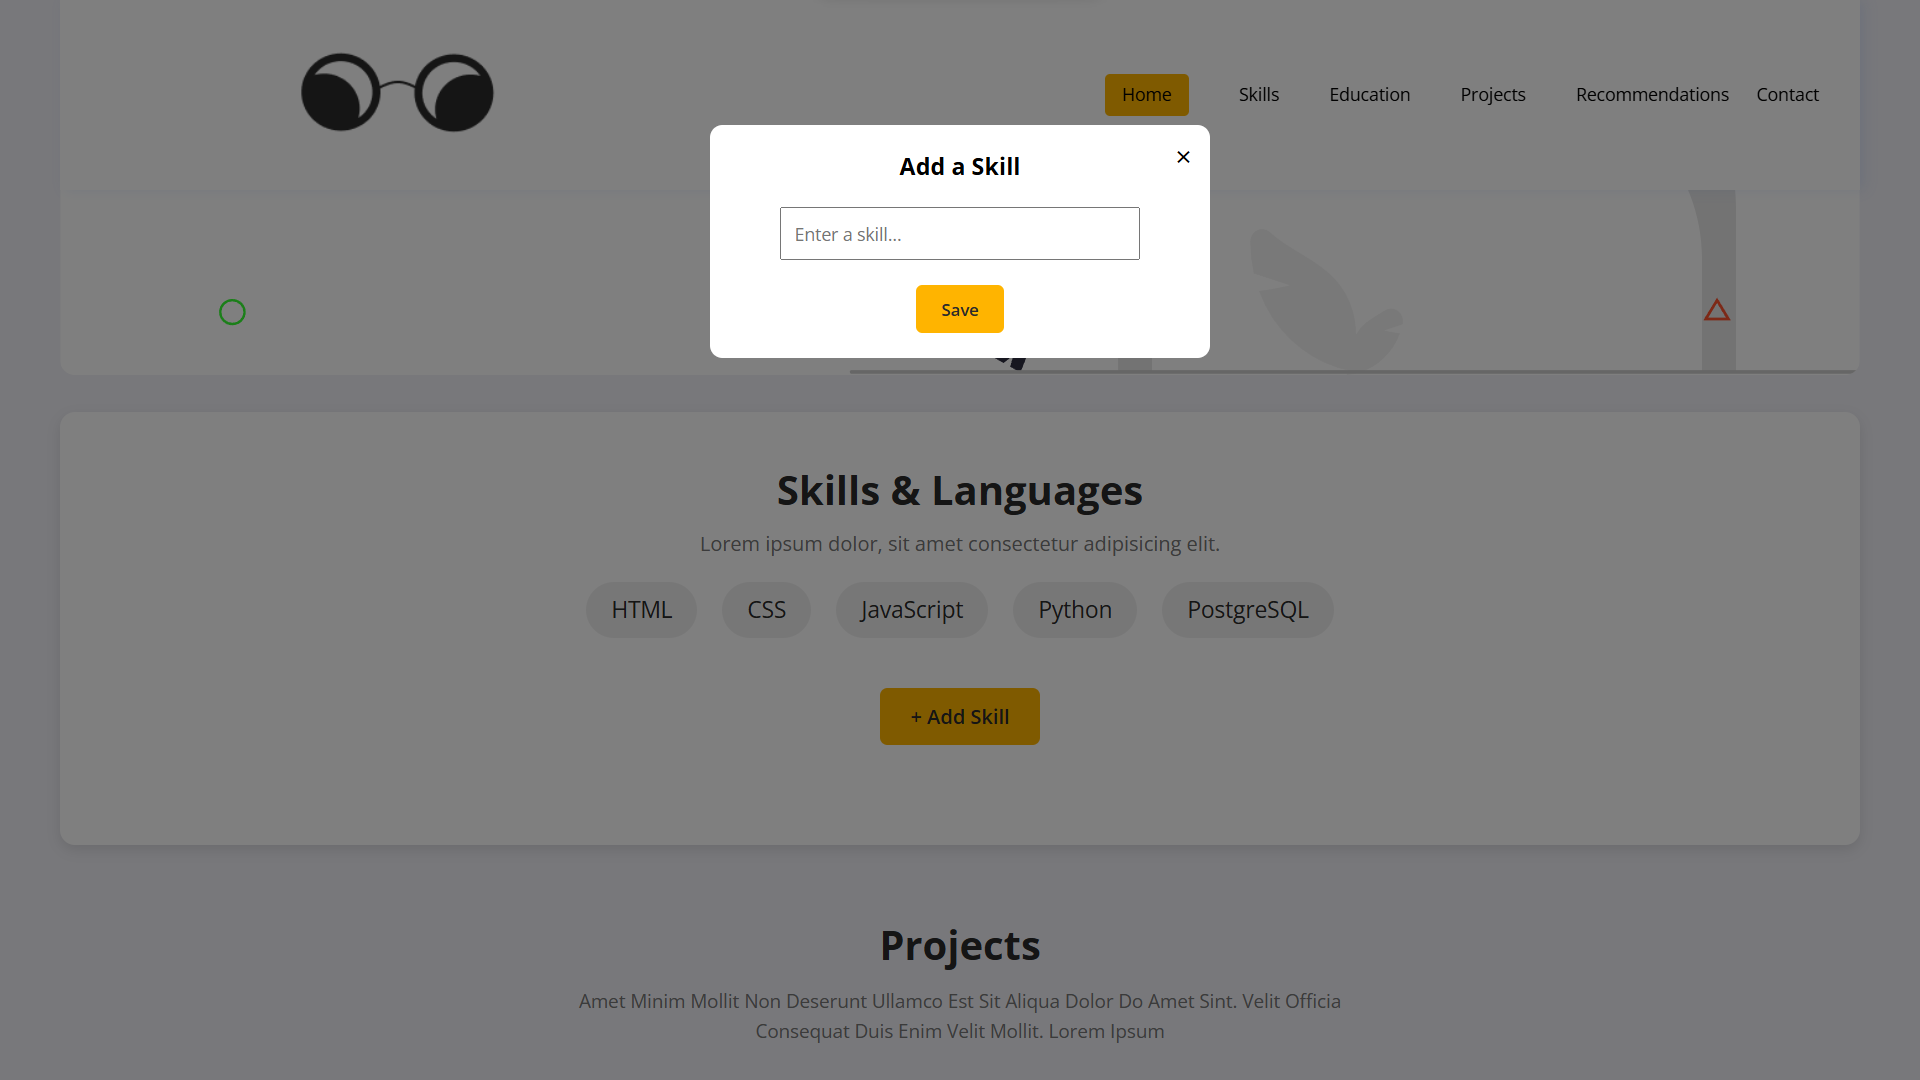 Home Skills Education Projects Recommendations Contact
Add a Skill ×
Enter a skill...
Save
Skills & Languages
Lorem ipsum dolor, sit amet consectetur adipisicing elit.
HTML CSS JavaScript Python PostgreSQL
+ Add Skill
Projects
Amet Minim Mollit Non Deserunt Ullamco Est Sit Aliqua Dolor Do Amet Sint. Velit Officia
Consequat Duis Enim Velit Mollit. Lorem Ipsum